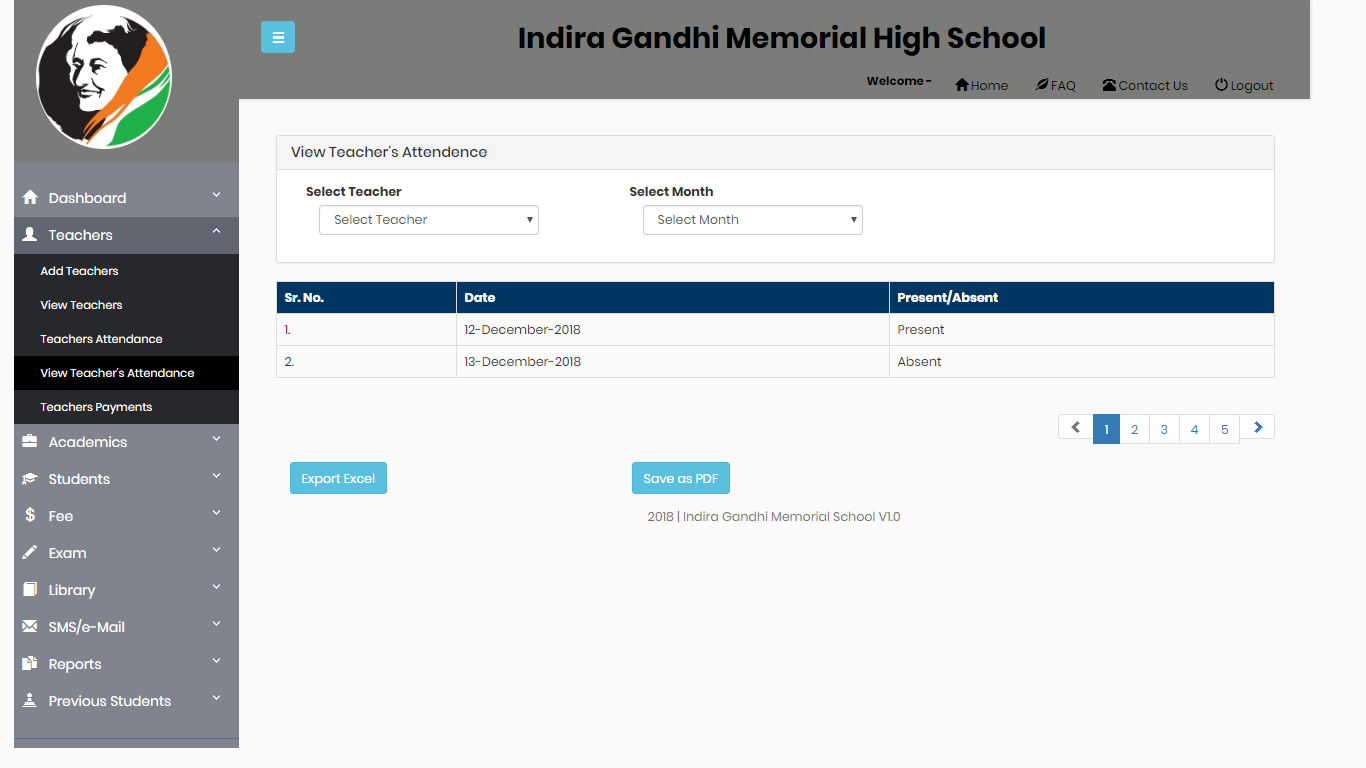 Indira Gandhi Memorial High School
Welcome -
Home
FAQ
Contact Us
Logout
Dashboard
Teachers
Add Teachers
View Teachers
Teachers Attendance
View Teacher's Attendance
Teachers Payments
Academics
Students
Fee
Exam
Library
SMS/e-Mail
Reports
Previous Students
View Teacher's Attendence
Select Teacher
Select Month
Select Teacher
Select Month
Sr. No. Date Present/Absent
1. 12-December-2018 Present
2. 13-December-2018 Absent
1 2 3 4 5
Export Excel
Save as PDF
2018 | Indira Gandhi Memorial School V1.0